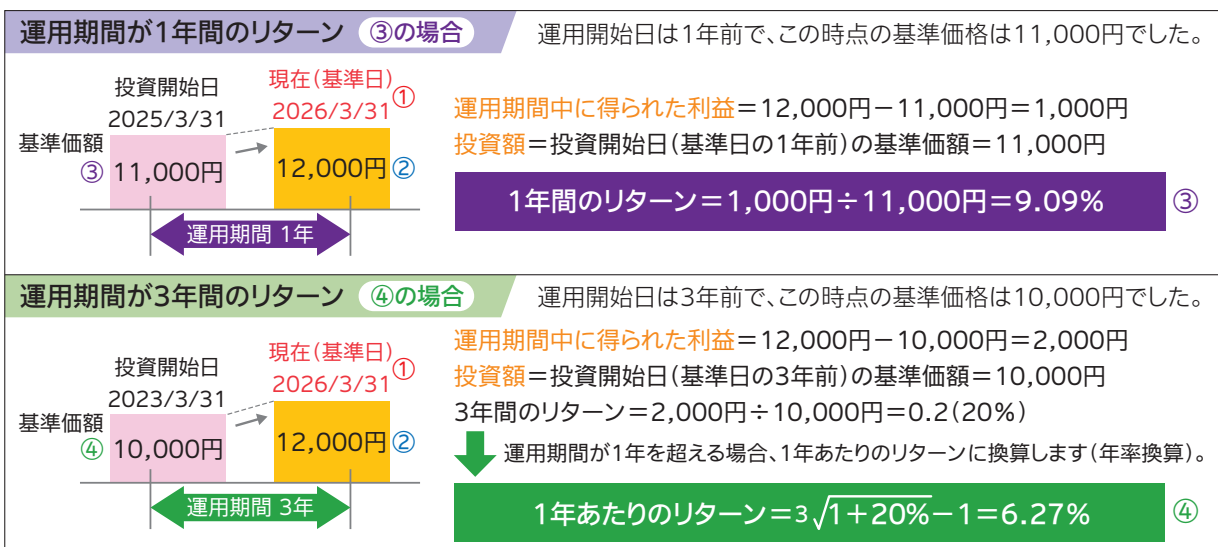 運用期間が1年間のリターン ③の場合 運用開始日は1年前で、この時点の基準価格は11,000円でした。
投資開始日
2025/3/31
現在(基準日)
2026/3/31①
基準価額
③ 11,000円
12,000円②
運用期間 1年
運用期間中に得られた利益=12,000円-11,000円=1,000円
投資額=投資開始日(基準日の1年前)の基準価額=11,000円
1年間のリターン=1,000円÷11,000円=9.09% ③
運用期間が3年間のリターン ④の場合 運用開始日は3年前で、この時点の基準価格は10,000円でした。
投資開始日
2023/3/31
現在(基準日)
2026/3/31①
基準価額
④ 10,000円
12,000円②
運用期間 3年
運用期間中に得られた利益=12,000円-10,000円=2,000円
投資額=投資開始日(基準日の3年前)の基準価額=10,000円
3年間のリターン=2,000円÷10,000円=0.2(20%)
運用期間が1年を超える場合、1年あたりのリターンに換算します(年率換算)。
1年あたりのリターン=3√1+20%-1=6.27% ④